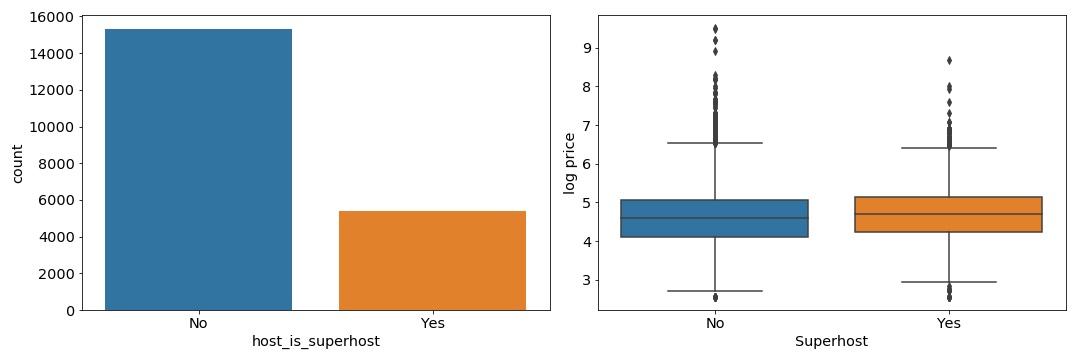 16000
14000
12000
10000
8000
6000
4000
2000
0
count
No Yes
host_is_superhost
9
8
7
6
5
4
3
log price
No Yes
Superhost